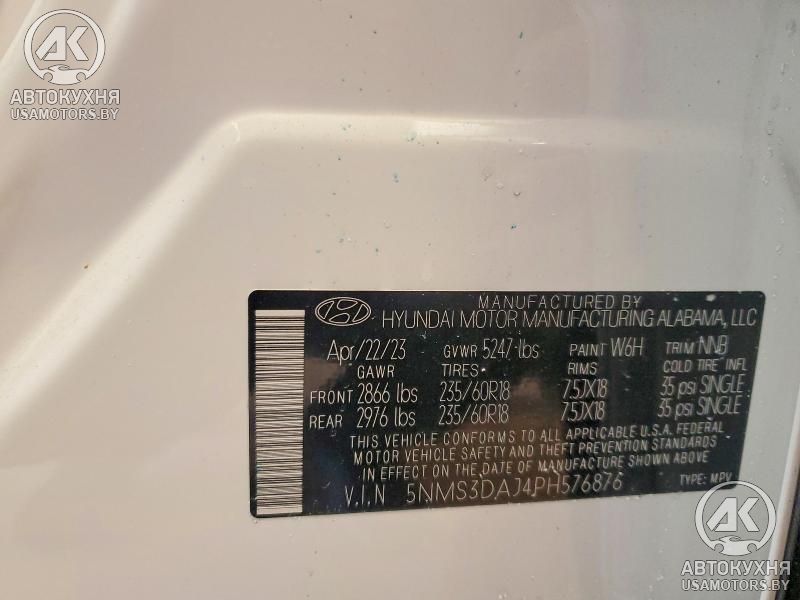 AK
АВТОКУХНЯ
USAMOTORS.BY
MANUFACTURED BY
HYUNDAI MOTOR MANUFACTURING ALABAMA, LLC
Apr/22/23 GVWR 5247 lbs PAINT W6H TRIM NNB
GAWR TIRES RIMS COLD TIRE INFL
FRONT 2866 lbs 235/60R18 7.5JX18 35 psi SINGLE
REAR 2976 lbs 235/60R18 7.5JX18 35 psi SINGLE
THIS VEHICLE CONFORMS TO ALL APPLICABLE U.S.A. FEDERAL
MOTOR VEHICLE SAFETY AND THEFT PREVENTION STANDARDS
IN EFFECT ON THE DATE OF MANUFACTURE SHOWN ABOVE
V.I.N 5NMS3DAJ4PH576876 TYPE: MPV
AK
АВТОКУХНЯ
USAMOTORS.BY